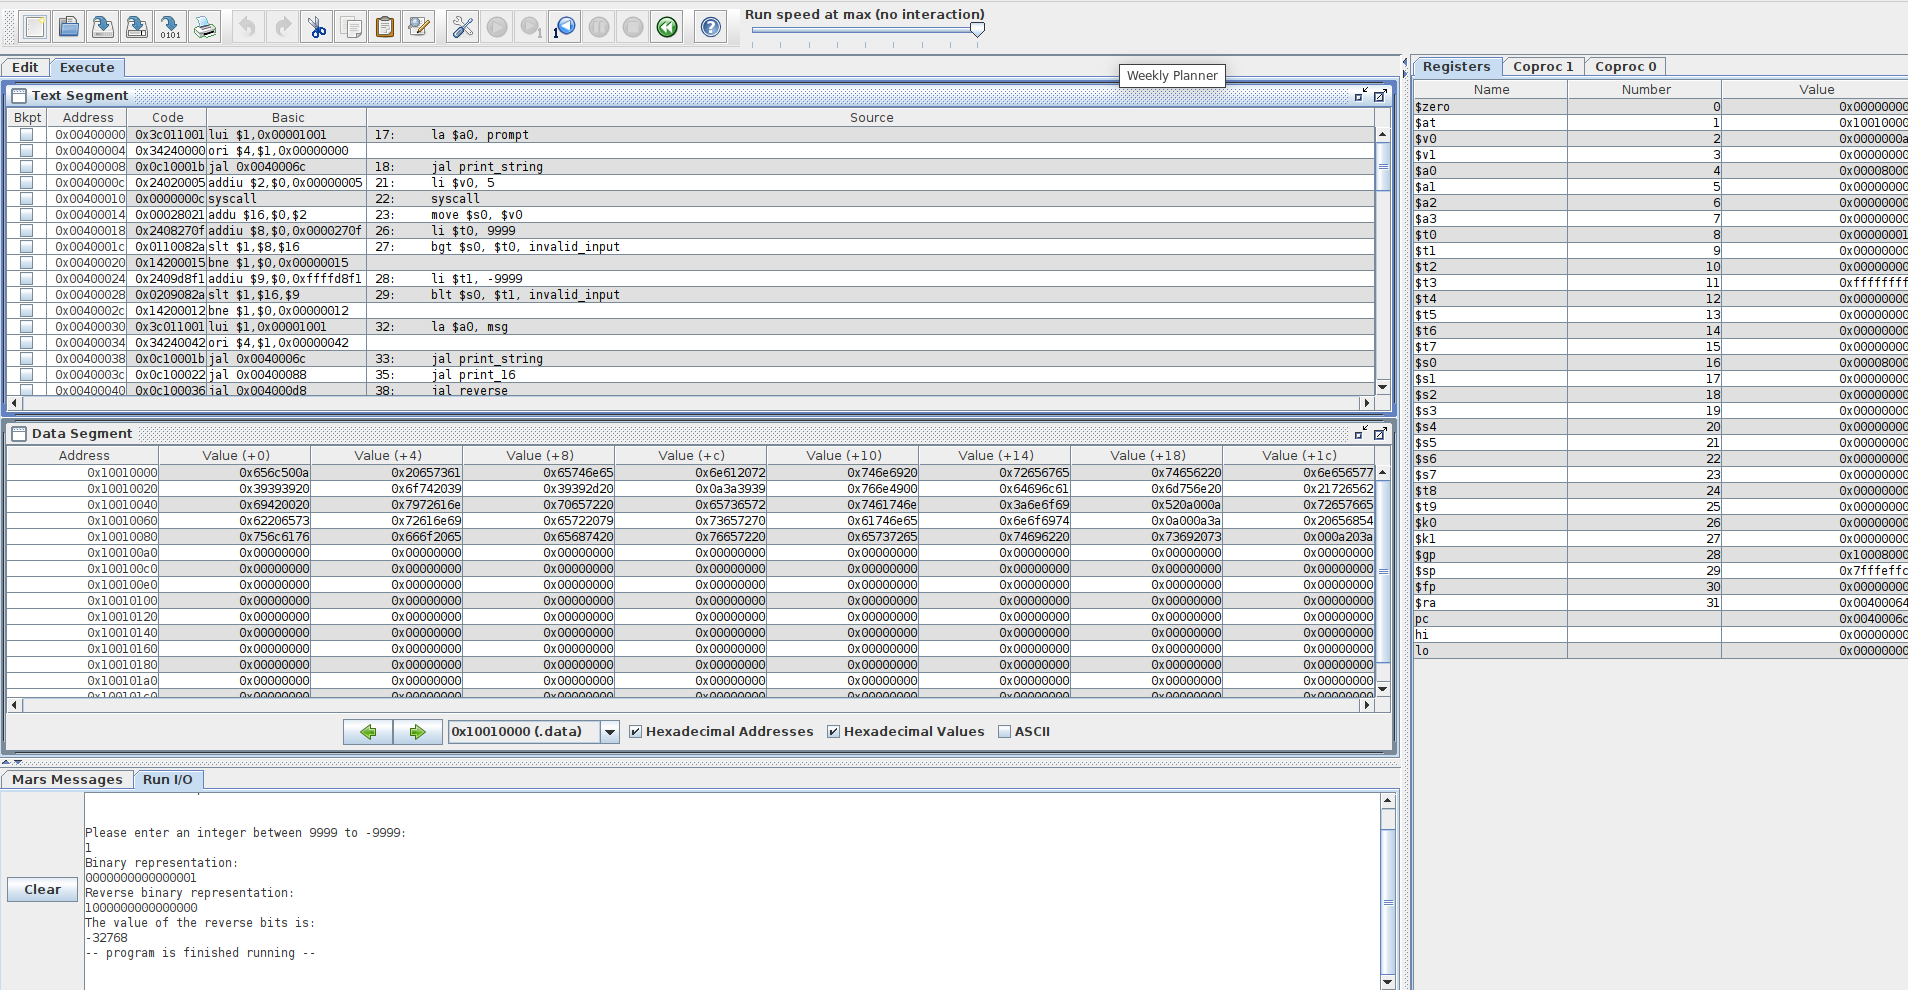 Run speed at max (no interaction)
0101
1
1
?
Edit Execute
Weekly Planner
Registers Coproc 1 Coproc 0
Text Segment
Bkpt Address Code Basic Source
0x00400000 0x3c011001 lui $1,0x00001001 17: la $a0, prompt
0x00400004 0x34240000 ori $4,$1,0x00000000
0x00400008 0x0c10001b jal 0x0040006c 18: jal print_string
0x0040000c 0x24020005 addiu $2,$0,0x00000005 21: li $v0, 5
0x00400010 0x0000000c syscall 22: syscall
0x00400014 0x00028021 addu $16,$0,$2 23: move $s0, $v0
0x00400018 0x2408270f addiu $8,$0,0x0000270f 26: li $t0, 9999
0x0040001c 0x0110082a slt $1,$8,$16 27: bgt $s0, $t0, invalid_input
0x00400020 0x14200015 bne $1,$0,0x00000015
0x00400024 0x2409d8f1 addiu $9,$0,0xffffd8f1 28: li $t1, -9999
0x00400028 0x0209082a slt $1,$16,$9 29: blt $s0, $t1, invalid_input
0x0040002c 0x14200012 bne $1,$0,0x00000012
0x00400030 0x3c011001 lui $1,0x00001001 32: la $a0, msg
0x00400034 0x34240042 ori $4,$1,0x00000042
0x00400038 0x0c10001b jal 0x0040006c 33: jal print_string
0x0040003c 0x0c100022 jal 0x00400088 35: jal print_16
0x00400040 0x0c100036 jal 0x004000d8 38: jal reverse
Data Segment
Address Value (+0) Value (+4) Value (+8) Value (+c) Value (+10) Value (+14) Value (+18) Value (+1c)
0x10010000 0x656c500a 0x20657361 0x65746e65 0x6e612072 0x746e6920 0x72656765 0x74656220 0x6e656577
0x10010020 0x39393920 0x6f742039 0x39392d20 0x0a3a3939 0x766e4900 0x64696c61 0x6d756e20 0x21726562
0x10010040 0x69420020 0x7972616e 0x70657220 0x65736572 0x7461746e 0x3a6e6f69 0x520a000a 0x72657665
0x10010060 0x62206573 0x72616e69 0x65722079 0x73657270 0x61746e65 0x6e6f6974 0x0a000a3a 0x20656854
0x10010080 0x756c6176 0x666f2065 0x65687420 0x76657220 0x65737265 0x74696220 0x73692073 0x000a203a
0x100100a0 0x00000000 0x00000000 0x00000000 0x00000000 0x00000000 0x00000000 0x00000000 0x00000000
0x100100c0 0x00000000 0x00000000 0x00000000 0x00000000 0x00000000 0x00000000 0x00000000 0x00000000
0x100100e0 0x00000000 0x00000000 0x00000000 0x00000000 0x00000000 0x00000000 0x00000000 0x00000000
0x10010100 0x00000000 0x00000000 0x00000000 0x00000000 0x00000000 0x00000000 0x00000000 0x00000000
0x10010120 0x00000000 0x00000000 0x00000000 0x00000000 0x00000000 0x00000000 0x00000000 0x00000000
0x10010140 0x00000000 0x00000000 0x00000000 0x00000000 0x00000000 0x00000000 0x00000000 0x00000000
0x10010160 0x00000000 0x00000000 0x00000000 0x00000000 0x00000000 0x00000000 0x00000000 0x00000000
0x10010180 0x00000000 0x00000000 0x00000000 0x00000000 0x00000000 0x00000000 0x00000000 0x00000000
0x100101a0 0x00000000 0x00000000 0x00000000 0x00000000 0x00000000 0x00000000 0x00000000 0x00000000
0x100101c0 0x00000000 0x00000000 0x00000000 0x00000000 0x00000000 0x00000000 0x00000000 0x00000000
0x10010000 (.data) Hexadecimal Addresses Hexadecimal Values ASCII
Mars Messages Run I/O
Clear
Please enter an integer between 9999 to -9999:
1
Binary representation:
0000000000000001
Reverse binary representation:
1000000000000000
The value of the reverse bits is:
-32768
-- program is finished running --
Name Number Value
$zero 0 0x00000000
$at 1 0x10010000
$v0 2 0x0000000a
$v1 3 0x00000000
$a0 4 0x00008000
$a1 5 0x00000000
$a2 6 0x00000000
$a3 7 0x00000000
$t0 8 0x00000001
$t1 9 0x00000000
$t2 10 0x00000000
$t3 11 0xffffffff
$t4 12 0x00000000
$t5 13 0x00000000
$t6 14 0x00000000
$t7 15 0x00000000
$s0 16 0x00008000
$s1 17 0x00000000
$s2 18 0x00000000
$s3 19 0x00000000
$s4 20 0x00000000
$s5 21 0x00000000
$s6 22 0x00000000
$s7 23 0x00000000
$t8 24 0x00000000
$t9 25 0x00000000
$k0 26 0x00000000
$k1 27 0x00000000
$gp 28 0x10008000
$sp 29 0x7fffeffc
$fp 30 0x00000000
$ra 31 0x00400064
pc 0x0040006c
hi 0x00000000
lo 0x00000000